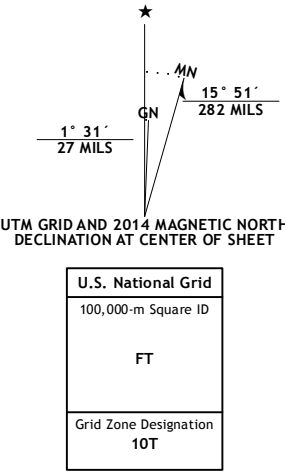 MN
15° 51´
282 MILS
GN
1° 31´
27 MILS
UTM GRID AND 2014 MAGNETIC NORTH
DECLINATION AT CENTER OF SHEET
U.S. National Grid
100,000-m Square ID
FT
Grid Zone Designation
10T